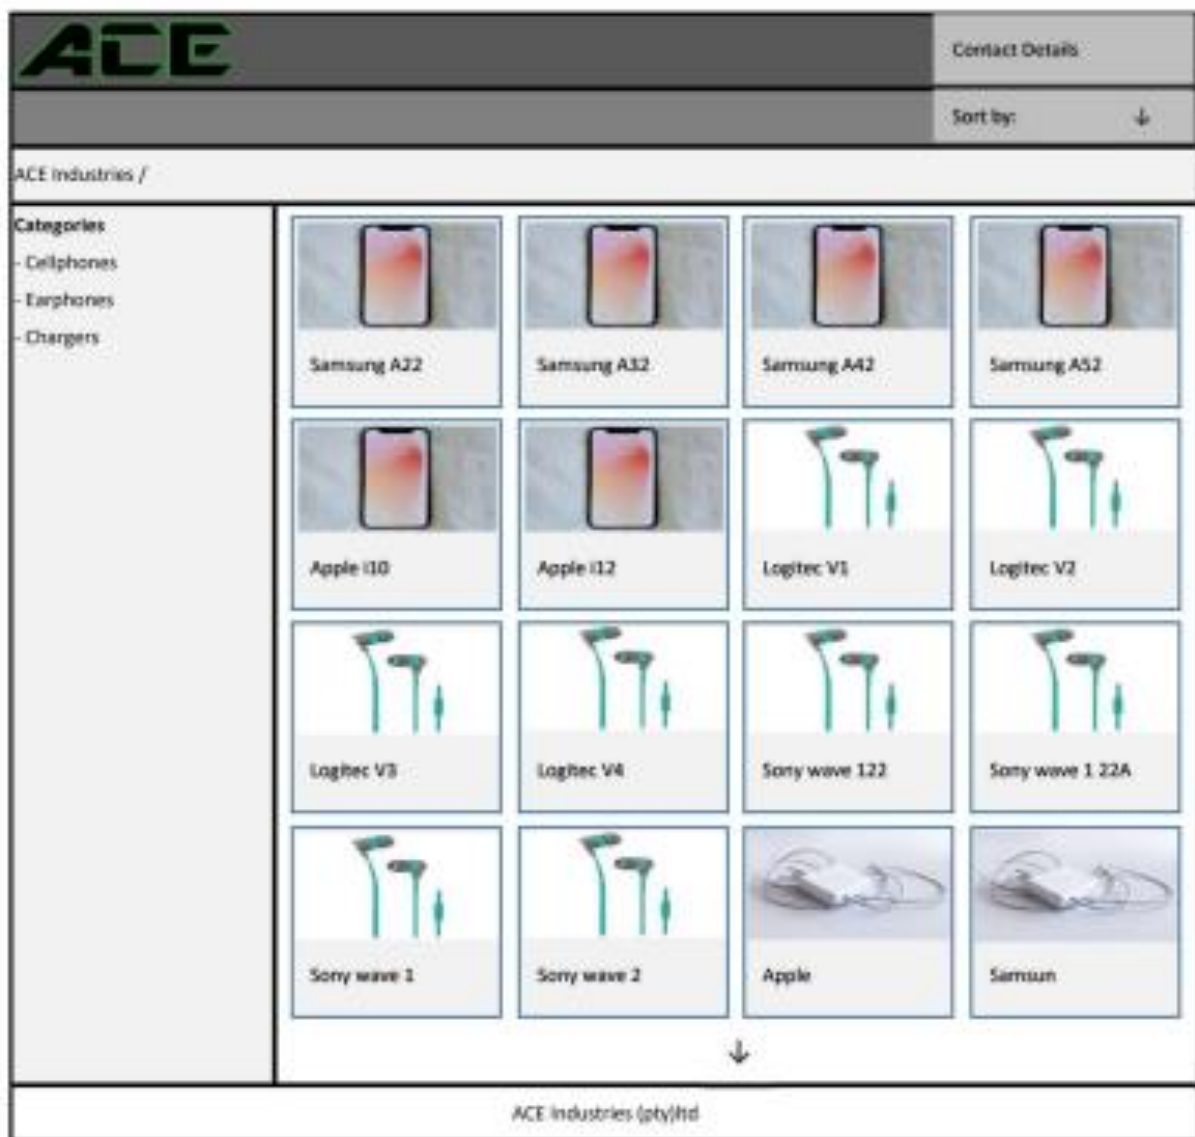 ACE
Contact Details
Sort by: ↓
ACE Industries /
Categories
- Cellphones
- Earphones
- Chargers
Samsung A22
Samsung A32
Samsung A42
Samsung A52
Apple i10
Apple i12
Logitec V1
Logitec V2
Logitec V3
Logitec V4
Sony wave 122
Sony wave 1 22A
Sony wave 1
Sony wave 2
Apple
Samsun
↓
ACE Industries (pty)ltd